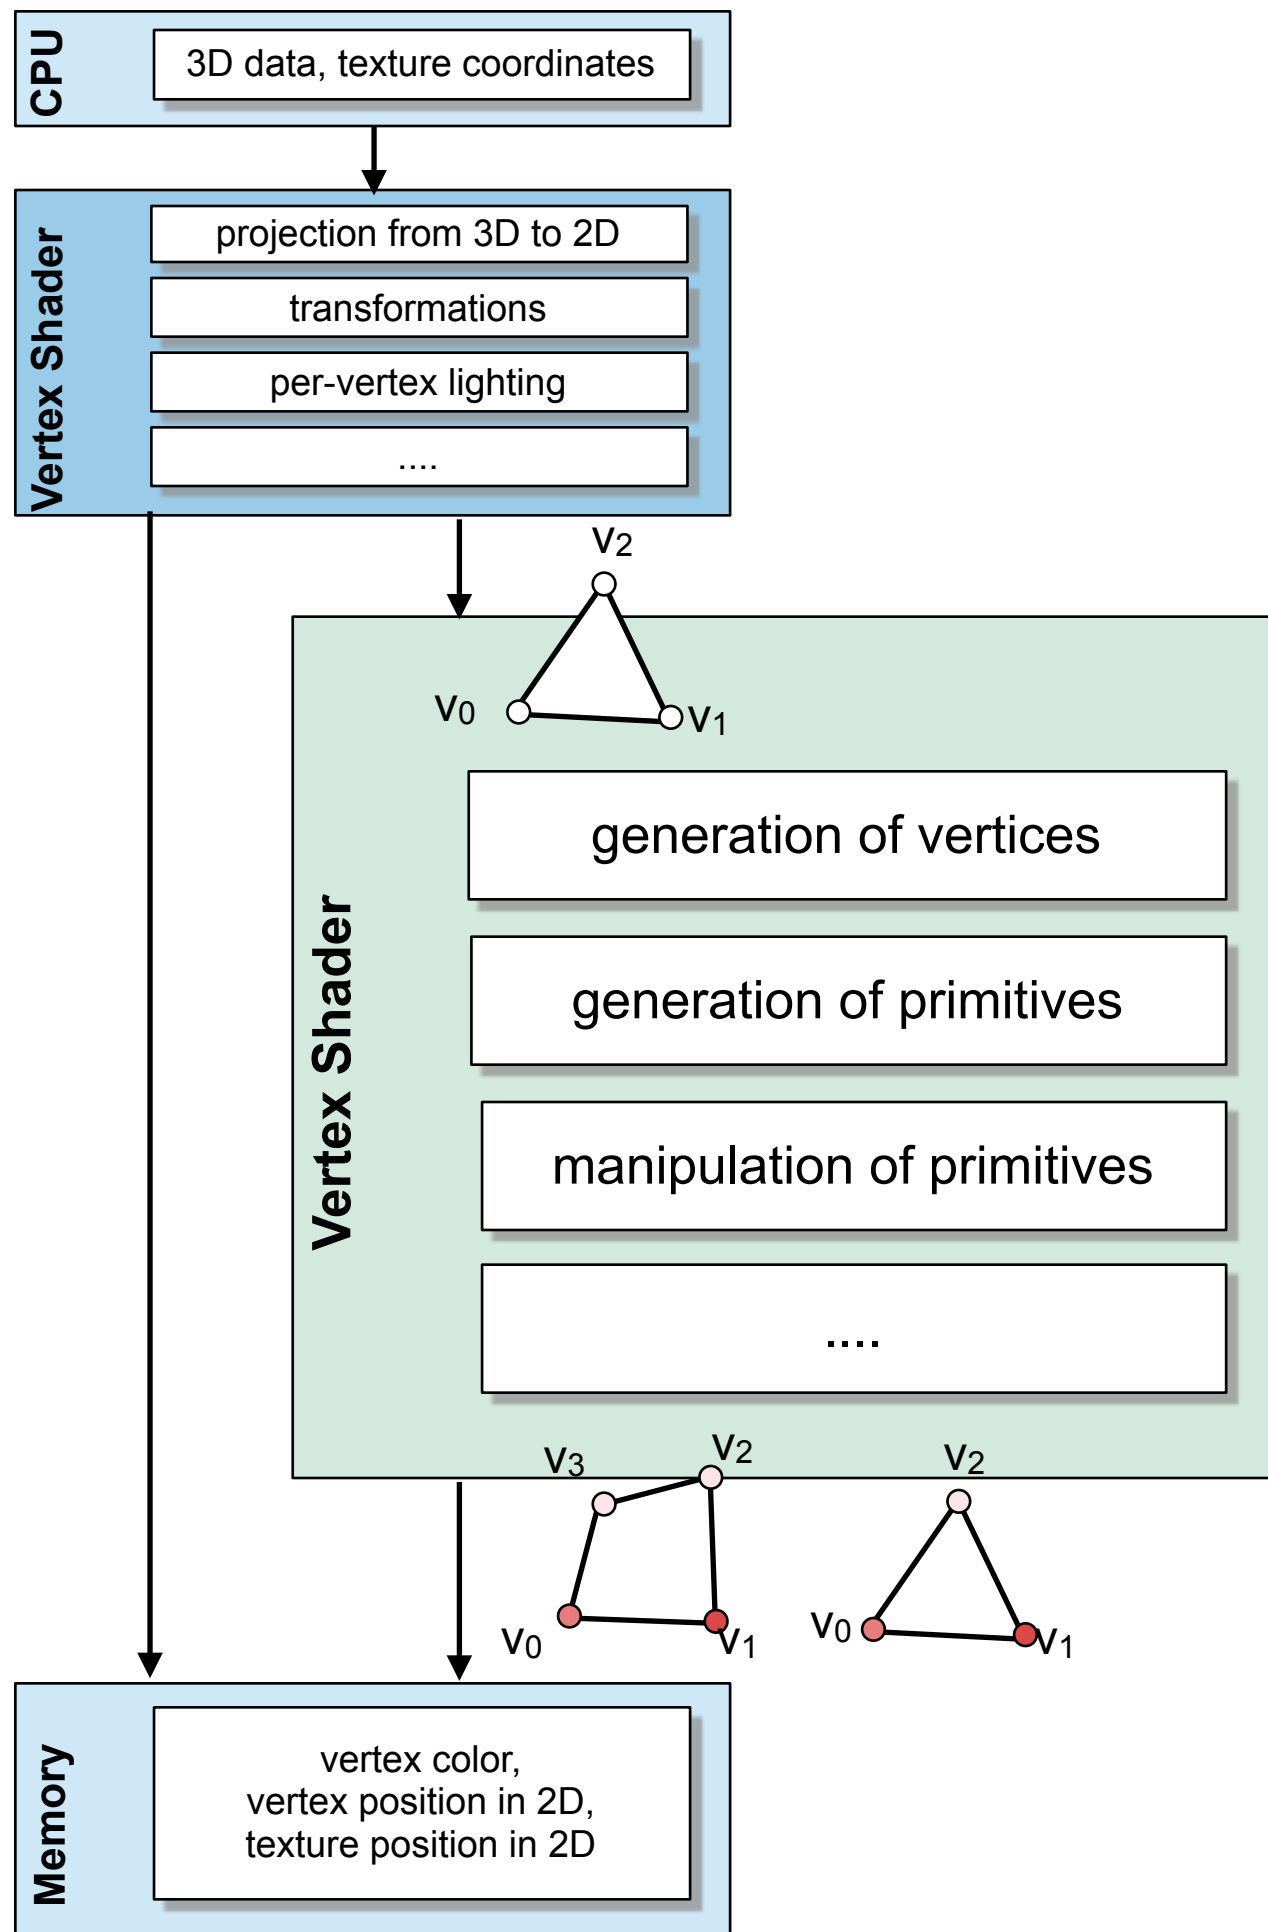 CPU
3D data, texture coordinates
Vertex Shader
projection from 3D to 2D
transformations
per-vertex lighting
....
v2
v0
v1
Vertex Shader
generation of vertices
generation of primitives
manipulation of primitives
....
v3
v2
v2
v0
v1
v0
v1
Memory
vertex color,
vertex position in 2D,
texture position in 2D